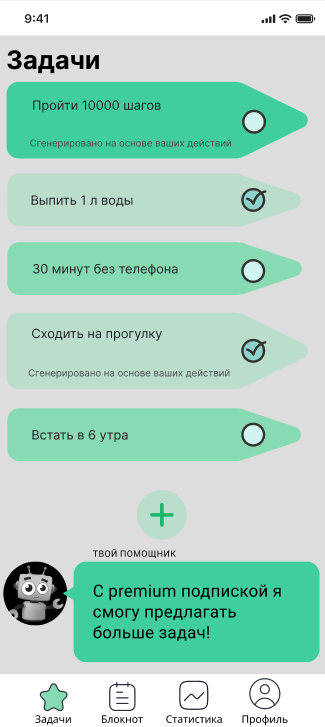 9:41
Задачи
Пройти 10000 шагов
Сгенерировано на основе ваших действий
Выпить 1 л воды
30 минут без телефона
Сходить на прогулку
Сгенерировано на основе ваших действий
Встать в 6 утра
твой помощник
С premium подпиской я
смогу предлагать
больше задач!
Задачи Блокнот Статистика Профиль